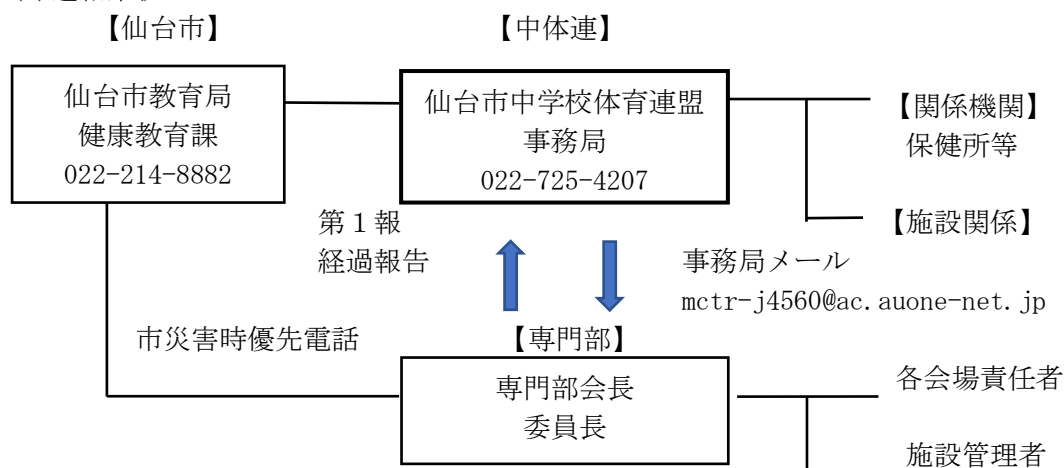 【仙台市】
【中体連】
仙台市教育局
健康教育課
022-214-8882
仙台市中学校体育連盟
事務局
022-725-4207
【関係機関】
保健所等
【施設関係】
第１報
経過報告
事務局メール
mctr-j4560@ac.auone-net.jp
市災害時優先電話
【専門部】
専門部会長
委員長
各会場責任者
施設管理者